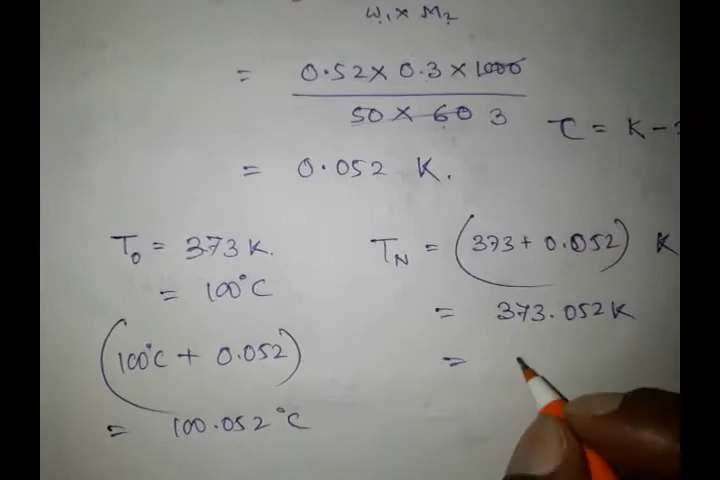 W₁ × M₂
= 0.52 × 0.3 × 1000
50 × 60 3
°C = K -
= 0.052 K.
T₀ = 373 K.
= 100°C
(100°C + 0.052)
= 100.052 °C
T_N = (373 + 0.052) K
= 373.052 K
=